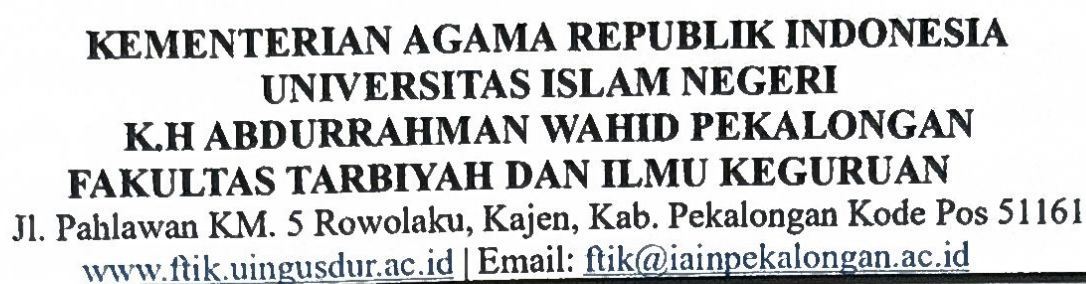 KEMENTERIAN AGAMA REPUBLIK INDONESIA
UNIVERSITAS ISLAM NEGERI
K.H ABDURRAHMAN WAHID PEKALONGAN
FAKULTAS TARBIYAH DAN ILMU KEGURUAN
Jl. Pahlawan KM. 5 Rowolaku, Kajen, Kab. Pekalongan Kode Pos 51161
www.ftik.uingusdur.ac.id | Email: ftik@iainpekalongan.ac.id